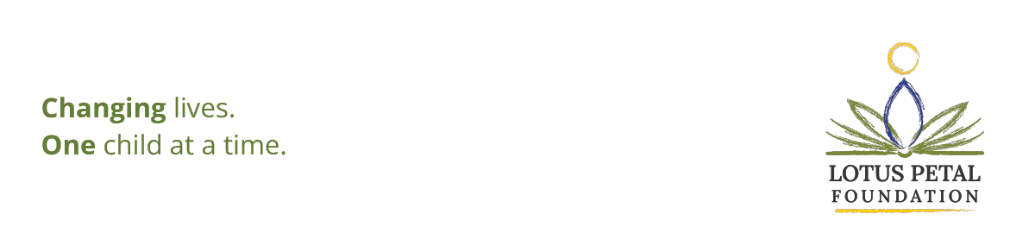 Changing lives.
One child at a time.
LOTUS PETAL
FOUNDATION